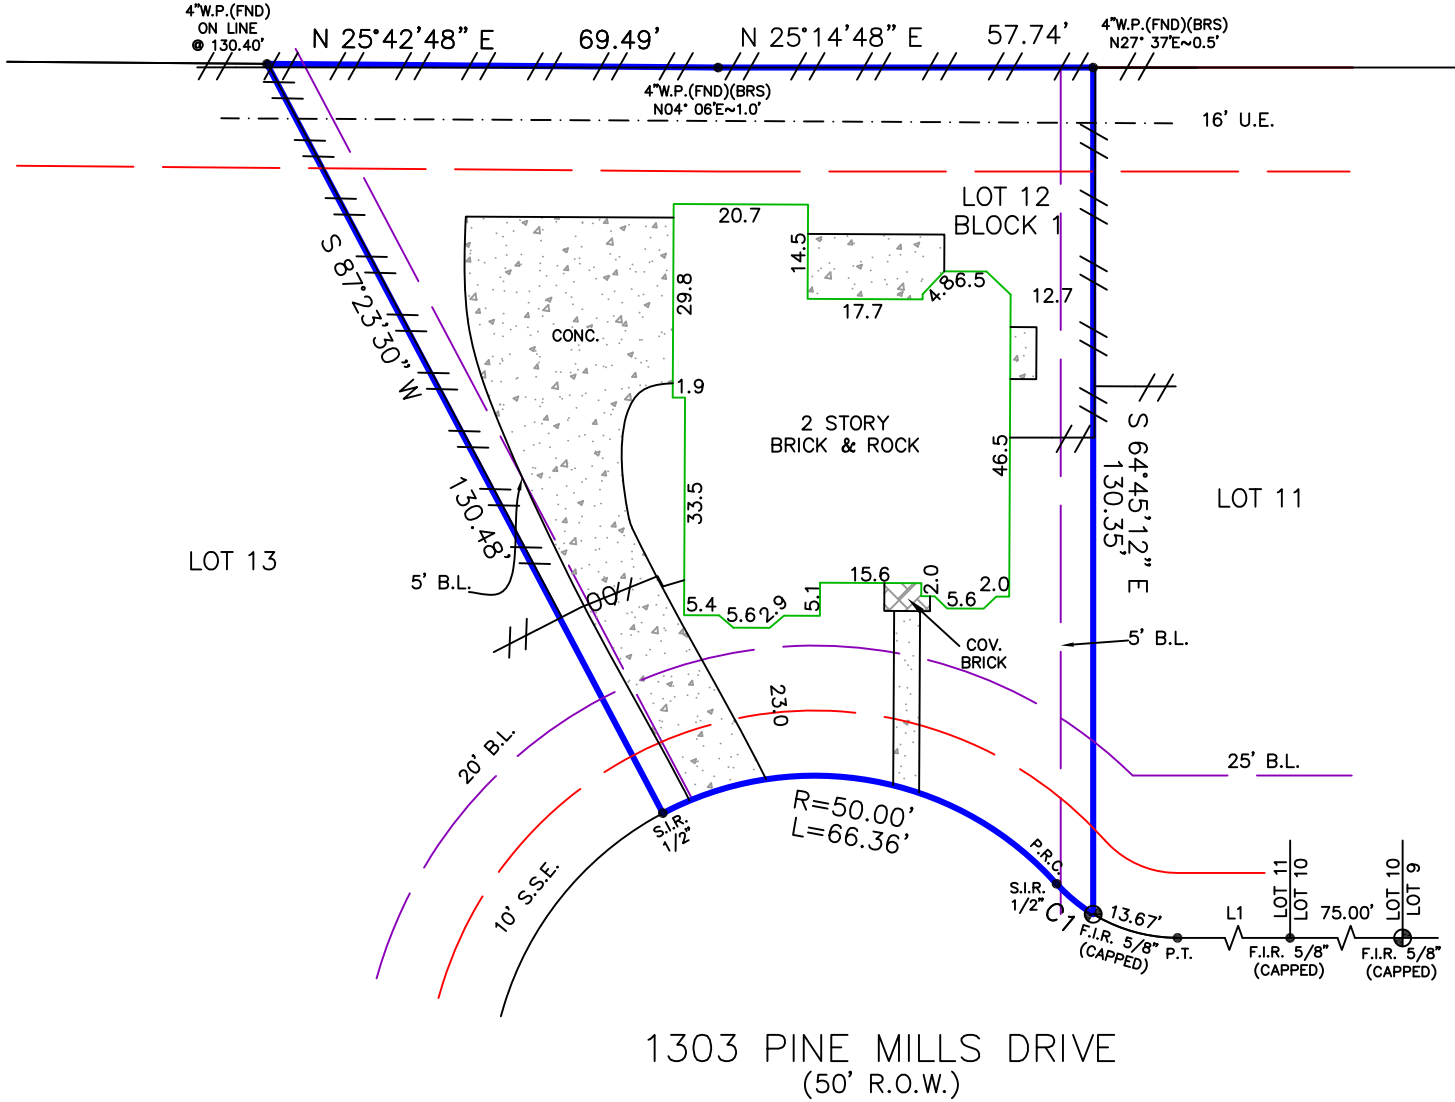 4"W.P.(FND)
ON LINE
@ 130.40'
N 25°42'48" E
69.49'
N 25°14'48" E
57.74'
4"W.P.(FND)(BRS)
N27° 37'E~0.5'
4"W.P.(FND)(BRS)
N04° 06'E~1.0'
16' U.E.
LOT 12
BLOCK 1
20.7
14.5
29.8
17.7
4.8
6.5
12.7
S 87°23'30" W
130.48'
CONC.
1.9
2 STORY
BRICK & ROCK
46.5
33.5
S 64°45'12" E
130.35'
LOT 11
LOT 13
5' B.L.
5.4
5.6
2.9
5.1
15.6
2.0
5.6
2.0
COV.
BRICK
5' B.L.
23.0
20' B.L.
25' B.L.
R=50.00'
L=66.36'
S.I.R.
1/2"
P.R.C.
S.I.R.
1/2"
C1
13.67'
F.I.R. 5/8"
(CAPPED)
P.T.
L1
LOT 11
LOT 10
75.00'
LOT 10
LOT 9
F.I.R. 5/8"
(CAPPED)
F.I.R. 5/8"
(CAPPED)
10' S.S.E.
1303 PINE MILLS DRIVE
(50' R.O.W.)